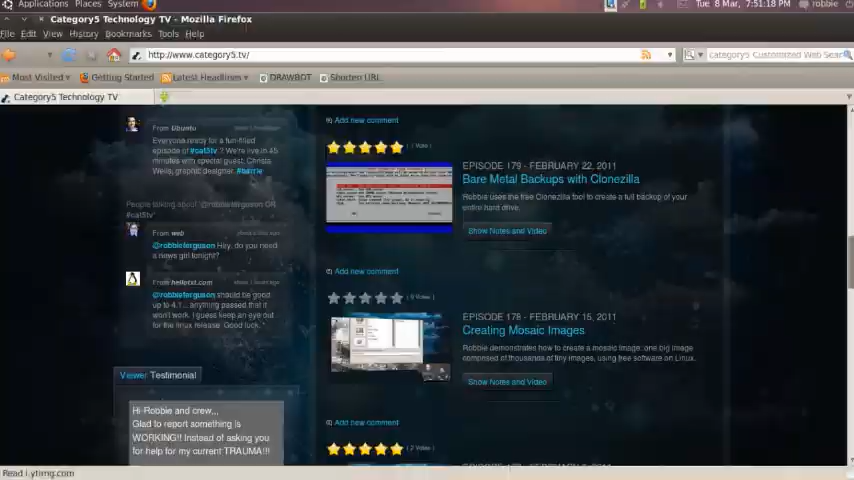 Applications Places System
Tue 8 Mar, 7:51:18 PM robbie
Category5 Technology TV - Mozilla Firefox
File Edit View History Bookmarks Tools Help
http://www.category5.tv/
category5 Customized Web Sear
Most Visited Getting Started Latest Headlines DRAWBOT Shorten URL
Category5 Technology TV
From Ubuntu
Everyone ready for a fun-filled
episode of #cat5tv? We're live in 45
minutes with special guest: Christa
Wells, graphic designer. #barrie
People talking about "@robbieferguson OR
#cat5tv"
From web
@robbieferguson Hey, do you need
a news girl tonight?
From hellotxt.com
@robbieferguson should be good
up to 4.?... anything passed that it
won't work. I guess keep an eye out
for the linux release. Good luck.
Viewer Testimonial
Hi Robbie and crew,,,
Glad to report something is
WORKING!! Instead of asking you
for help for my current TRAUMA!!!
Add new comment
( 1 Vote )
EPISODE 179 - FEBRUARY 22, 2011
Bare Metal Backups with Clonezilla
Robbie uses the free Clonezilla tool to create a full backup of your
entire hard drive.
Show Notes and Video
Add new comment
( 0 Votes )
EPISODE 178 - FEBRUARY 15, 2011
Creating Mosaic Images
Robbie demonstrates how to create a mosaic image: one big image
composed of thousands of tiny images, using free software on Linux.
Show Notes and Video
Add new comment
( 2 Votes )
Read i.ytimg.com